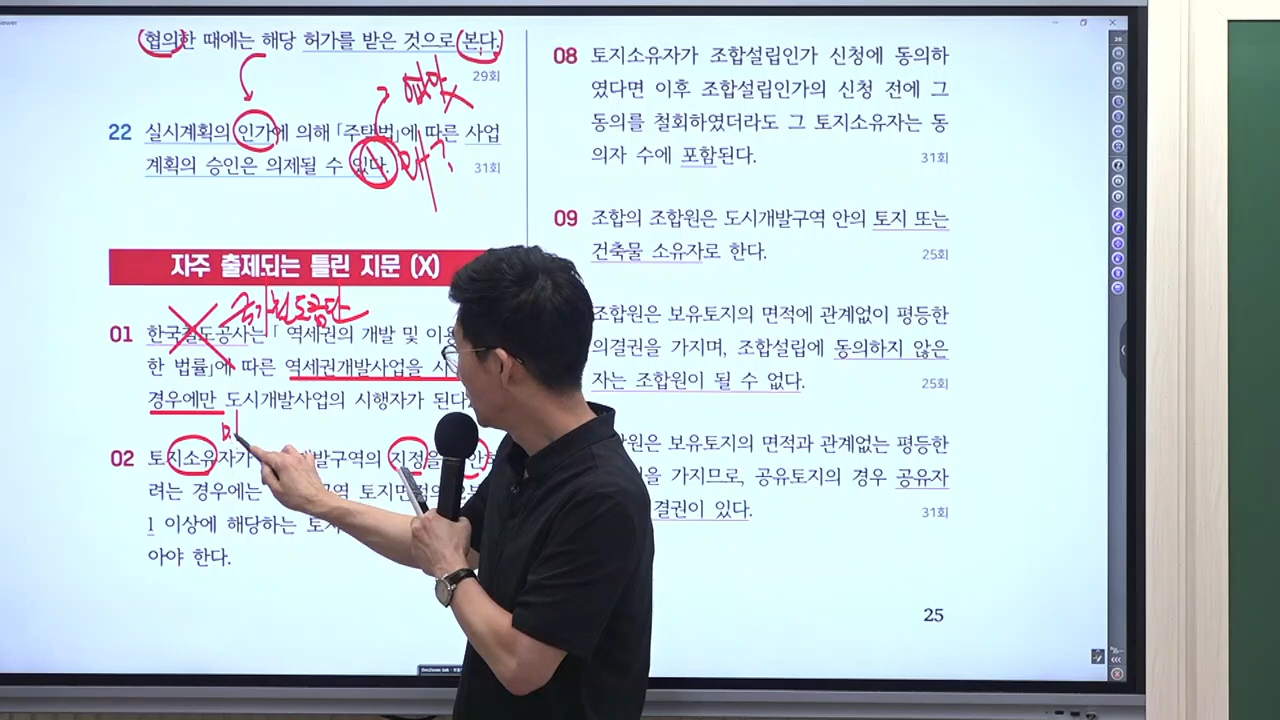 협의한 때에는 해당 허가를 받은 것으로 본다.
29회
없앤
22 실시계획의 인가에 의해 「주택법」에 따른 사업
계획의 승인은 의제될 수 있다.
왜?
31회
자주 출제되는 틀린 지문 (X)
국가철도공단
01 한국철도공사는 「 역세권의 개발 및 이용
한 법률」에 따른 역세권개발사업을 시
경우에만 도시개발사업의 시행자가 된다.
02 토지소유자가 발구역의 지정을 안하
려는 경우에는
1 이상에 해당하는 토지
아야 한다.
08 토지소유자가 조합설립인가 신청에 동의하
였다면 이후 조합설립인가의 신청 전에 그
동의를 철회하였더라도 그 토지소유자는 동
의자 수에 포함된다.
31회
09 조합의 조합원은 도시개발구역 안의 토지 또는
건축물 소유자로 한다.
25회
조합원은 보유토지의 면적에 관계없이 평등한
의결권을 가지며, 조합설립에 동의하지 않은
자는 조합원이 될 수 없다.
25회
합원은 보유토지의 면적과 관계없는 평등한
을 가지므로, 공유토지의 경우 공유자
결권이 있다.
31회
25